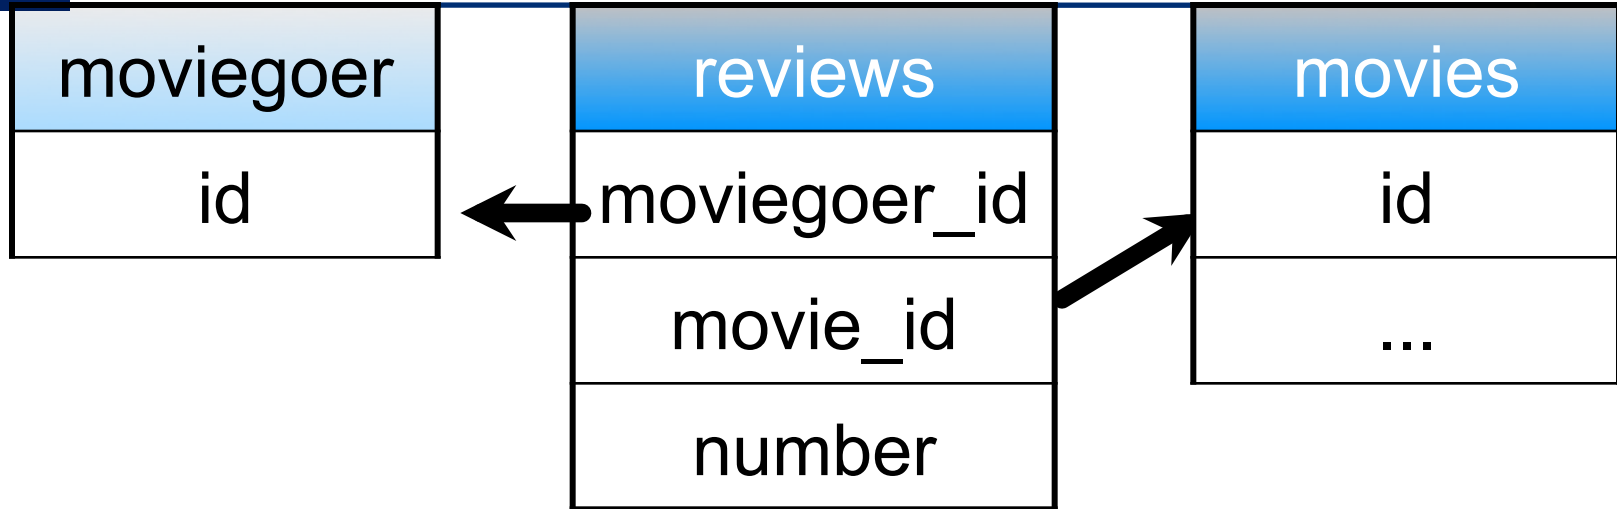 moviegoer
id
reviews
moviegoer_id
movie_id
number
movies
id
...